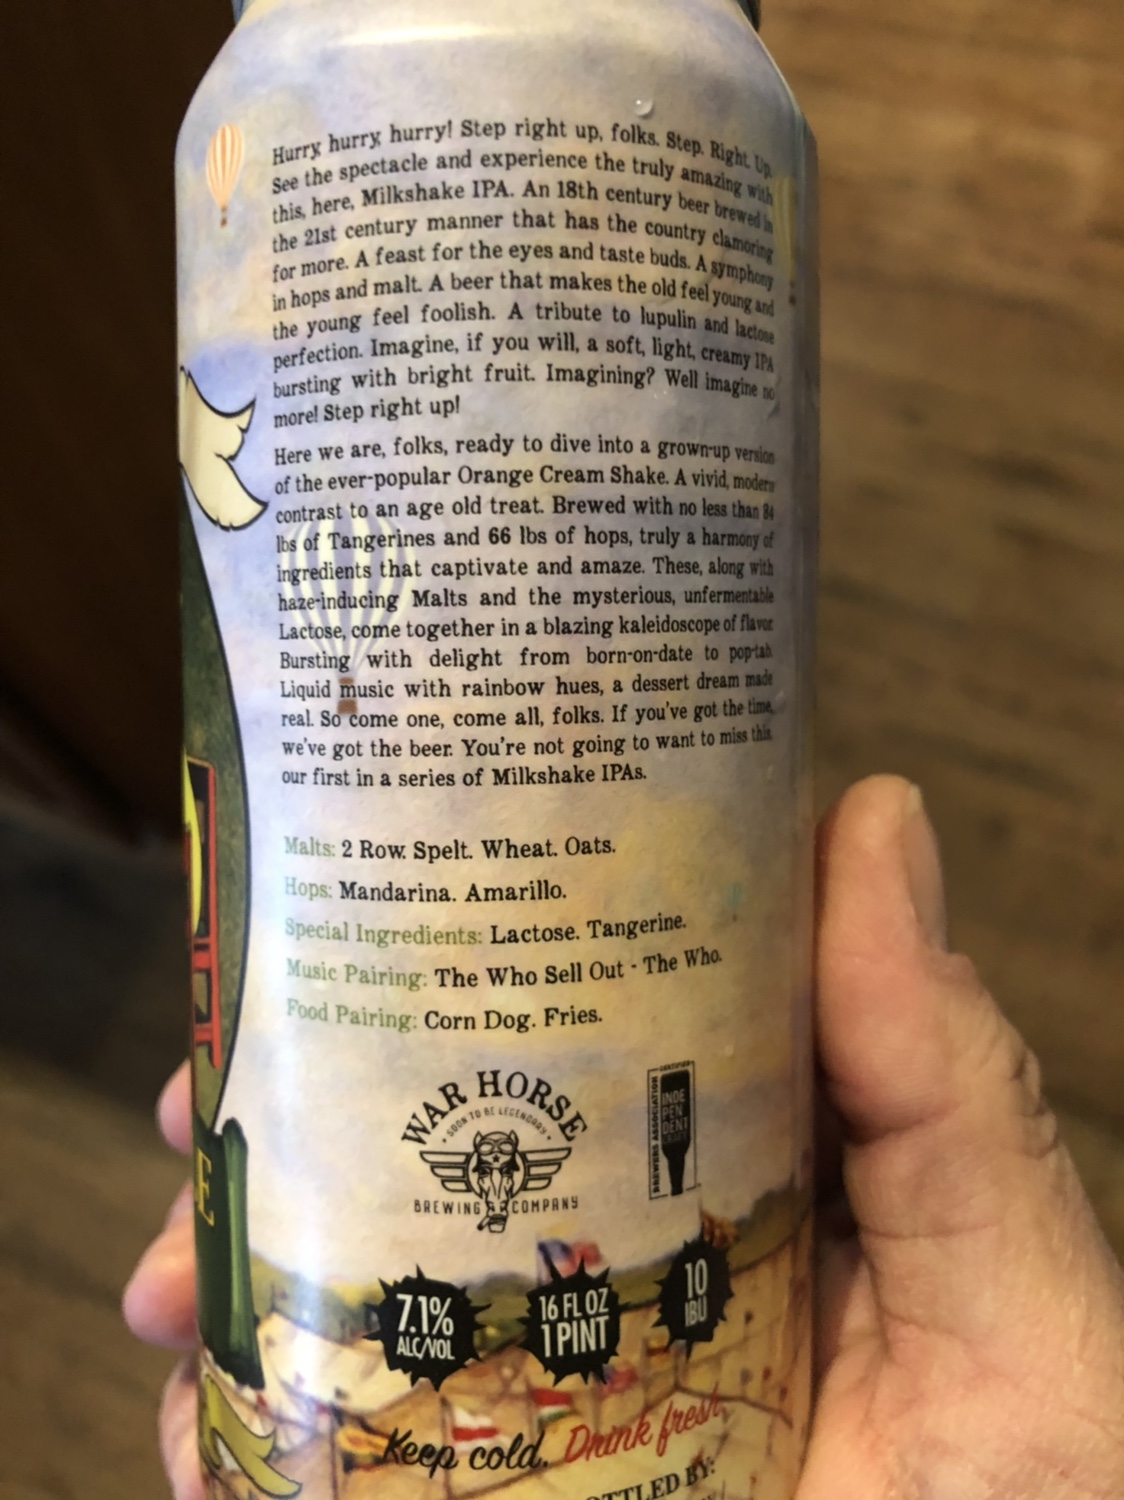 Hurry, hurry, hurry! Step right up, folks. Step. Right. Up.
See the spectacle and experience the truly amazing with
this, here, Milkshake IPA. An 18th century beer brewed in
the 21st century manner that has the country clamoring
for more. A feast for the eyes and taste buds. A symphony
in hops and malt. A beer that makes the old feel young and
the young feel foolish. A tribute to lupulin and lactose
perfection. Imagine, if you will, a soft, light, creamy IPA
bursting with bright fruit. Imagining? Well imagine no
more! Step right up!
Here we are, folks, ready to dive into a grown-up version
of the ever-popular Orange Cream Shake. A vivid, modern
contrast to an age old treat. Brewed with no less than 84
lbs of Tangerines and 66 lbs of hops, truly a harmony of
ingredients that captivate and amaze. These, along with
haze-inducing Malts and the mysterious, unfermentable
Lactose, come together in a blazing kaleidoscope of flavor.
Bursting with delight from born-on-date to pop-tab.
Liquid music with rainbow hues, a dessert dream made
real. So come one, come all, folks. If you've got the time,
we've got the beer. You're not going to want to miss this,
our first in a series of Milkshake IPAs.
Malts: 2 Row. Spelt. Wheat. Oats.
Hops: Mandarina. Amarillo.
Special Ingredients: Lactose. Tangerine.
Music Pairing: The Who Sell Out - The Who.
Food Pairing: Corn Dog. Fries.
WAR HORSE
SOON TO BE LEGENDARY
BREWING COMPANY
BREWERS ASSOCIATION
CERTIFIED
INDE
PEN
DENT
CRAFT
7.1%
ALC/VOL
16 FL OZ
1 PINT
10
IBU
E
Keep cold. Drink fresh.
BY: